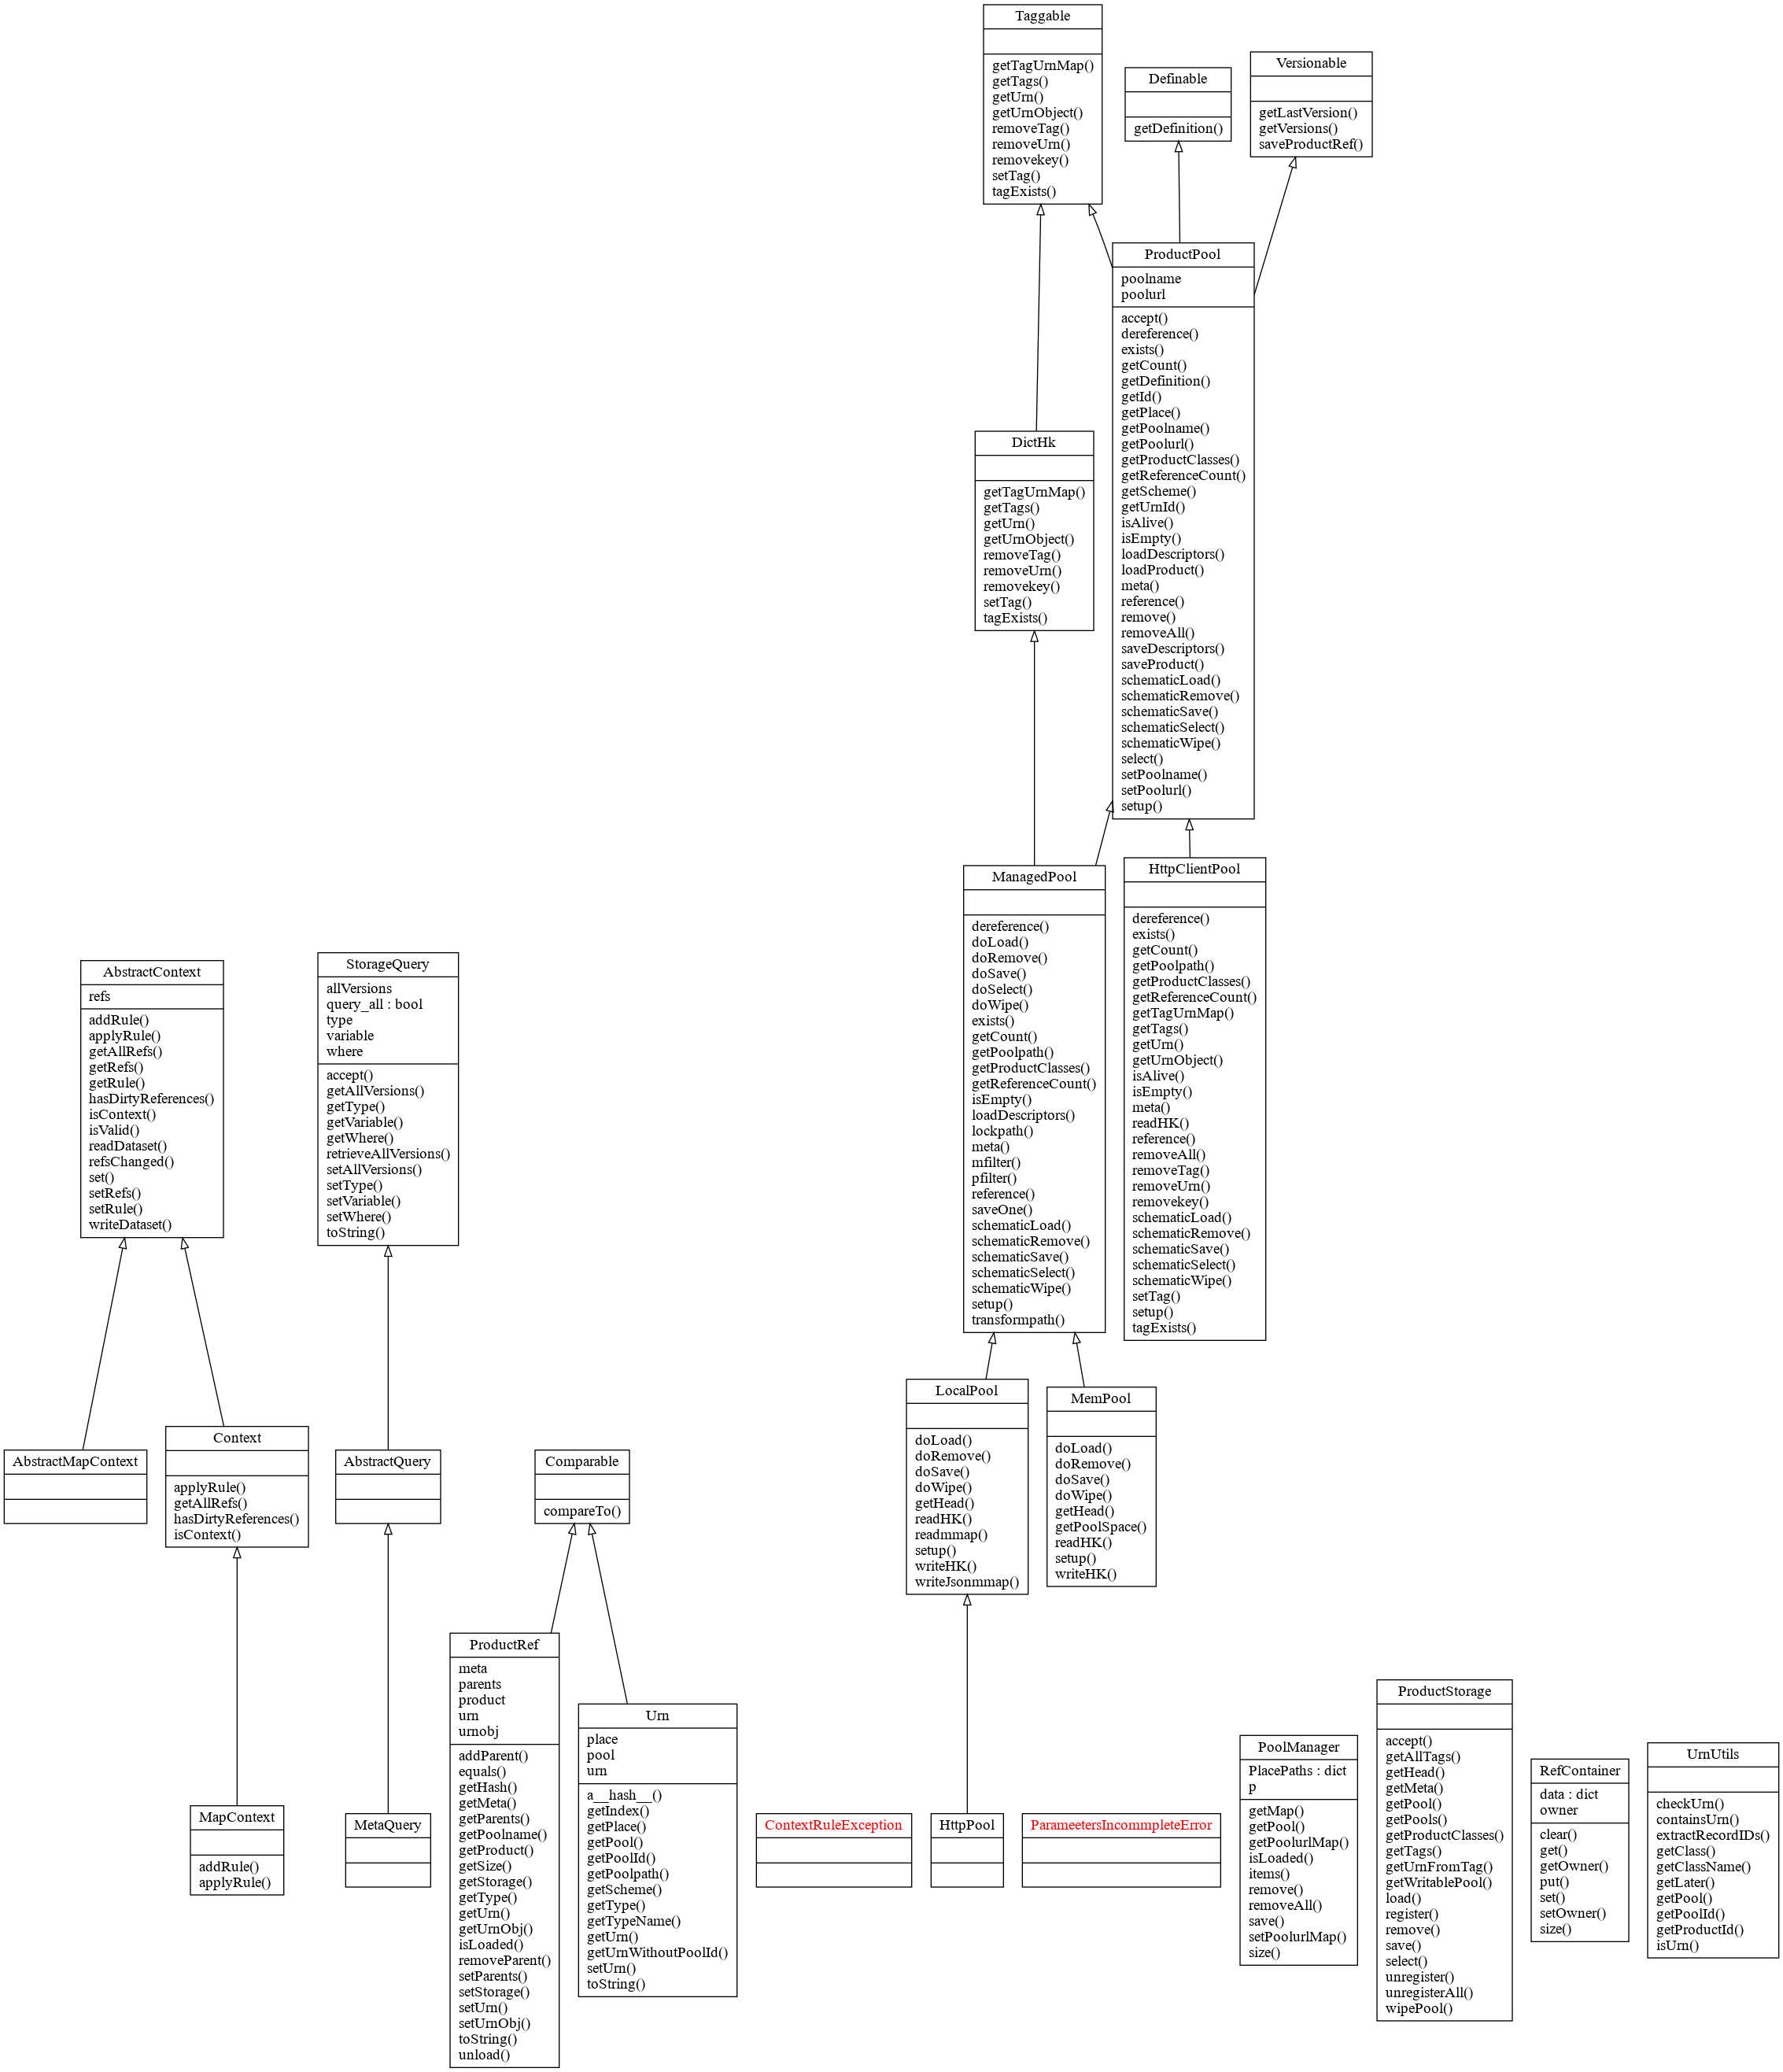 Taggable
getTagUrnMap()
getTags()
getUrn()
getUrnObject()
removeTag()
removeUrn()
removekey()
setTag()
tagExists()
Definable
getDefinition()
Versionable
getLastVersion()
getVersions()
saveProductRef()
ProductPool
poolname
poolurl
accept()
dereference()
exists()
getCount()
getDefinition()
getId()
getPlace()
getPoolname()
getPoolurl()
getProductClasses()
getReferenceCount()
getScheme()
getUrnId()
isAlive()
isEmpty()
loadDescriptors()
loadProduct()
meta()
reference()
remove()
removeAll()
saveDescriptors()
saveProduct()
schematicLoad()
schematicRemove()
schematicSave()
schematicSelect()
schematicWipe()
select()
setPoolname()
setPoolurl()
setup()
DictHk
getTagUrnMap()
getTags()
getUrn()
getUrnObject()
removeTag()
removeUrn()
removekey()
setTag()
tagExists()
ManagedPool
dereference()
doLoad()
doRemove()
doSave()
doSelect()
doWipe()
exists()
getCount()
getPoolpath()
getProductClasses()
getReferenceCount()
isEmpty()
loadDescriptors()
lockpath()
meta()
mfilter()
pfilter()
reference()
saveOne()
schematicLoad()
schematicRemove()
schematicSave()
schematicSelect()
schematicWipe()
setup()
transformpath()
HttpClientPool
dereference()
exists()
getCount()
getPoolpath()
getProductClasses()
getReferenceCount()
getTagUrnMap()
getTags()
getUrn()
getUrnObject()
isAlive()
isEmpty()
meta()
readHK()
reference()
removeAll()
removeTag()
removeUrn()
removekey()
schematicLoad()
schematicRemove()
schematicSave()
schematicSelect()
schematicWipe()
setTag()
setup()
tagExists()
AbstractContext
refs
addRule()
applyRule()
getAllRefs()
getRefs()
getRule()
hasDirtyReferences()
isContext()
isValid()
readDataset()
refsChanged()
set()
setRefs()
setRule()
writeDataset()
StorageQuery
allVersions
query_all : bool
type
variable
where
accept()
getAllVersions()
getType()
getVariable()
getWhere()
retrieveAllVersions()
setAllVersions()
setType()
setVariable()
setWhere()
toString()
LocalPool
doLoad()
doRemove()
doSave()
doWipe()
getHead()
readHK()
readmmap()
setup()
writeHK()
writeJsonmmap()
MemPool
doLoad()
doRemove()
doSave()
doWipe()
getHead()
getPoolSpace()
readHK()
setup()
writeHK()
AbstractMapContext
Context
applyRule()
getAllRefs()
hasDirtyReferences()
isContext()
AbstractQuery
Comparable
compareTo()
ProductRef
meta
parents
product
urn
urnobj
addParent()
equals()
getHash()
getMeta()
getParents()
getPoolname()
getProduct()
getSize()
getStorage()
getType()
getUrn()
getUrnObj()
isLoaded()
removeParent()
setParents()
setStorage()
setUrn()
setUrnObj()
toString()
unload()
Urn
place
pool
urn
a__hash__()
getIndex()
getPlace()
getPool()
getPoolId()
getPoolpath()
getScheme()
getType()
getTypeName()
getUrn()
getUrnWithoutPoolId()
setUrn()
toString()
MapContext
addRule()
applyRule()
MetaQuery
ContextRuleException
HttpPool
ParameetersIncommpleteError
PoolManager
PlacePaths : dict
p
getMap()
getPool()
getPoolurlMap()
isLoaded()
items()
remove()
removeAll()
save()
setPoolurlMap()
size()
ProductStorage
accept()
getAllTags()
getHead()
getMeta()
getPool()
getPools()
getProductClasses()
getTags()
getUrnFromTag()
getWritablePool()
load()
register()
remove()
save()
select()
unregister()
unregisterAll()
wipePool()
RefContainer
data : dict
owner
clear()
get()
getOwner()
put()
set()
setOwner()
size()
UrnUtils
checkUrn()
containsUrn()
extractRecordIDs()
getClass()
getClassName()
getLater()
getPool()
getPoolId()
getProductId()
isUrn()